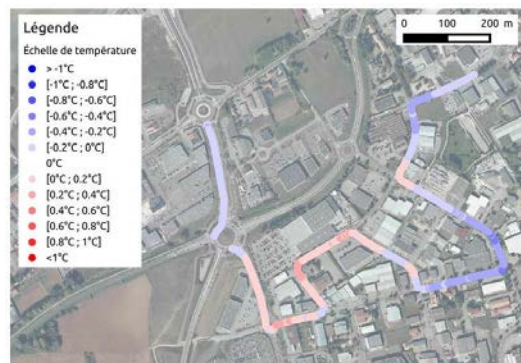 Légende
Échelle de température
> -1°C
[-1°C ; -0.8°C]
[-0.8°C ; -0.6°C]
[-0.6°C ; -0.4°C]
[-0.4°C ; -0.2°C]
[-0.2°C ; 0°C]
0°C
[0°C ; 0.2°C]
[0.2°C ; 0.4°C]
[0.4°C ; 0.6°C]
[0.6°C ; 0.8°C]
[0.8°C ; 1°C]
<1°C
0 100 200 m